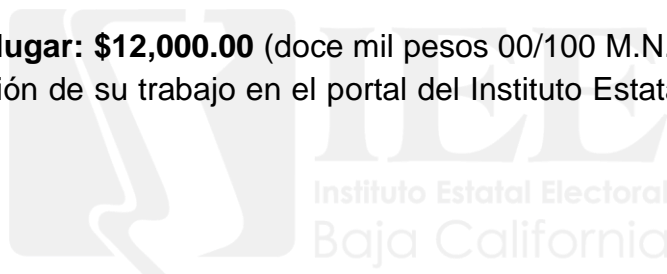 lugar: $12,000.00 (doce mil pesos 00/100 M.N.
ión de su trabajo en el portal del Instituto Estata
IEE
Instituto Estatal Electoral
Baja California